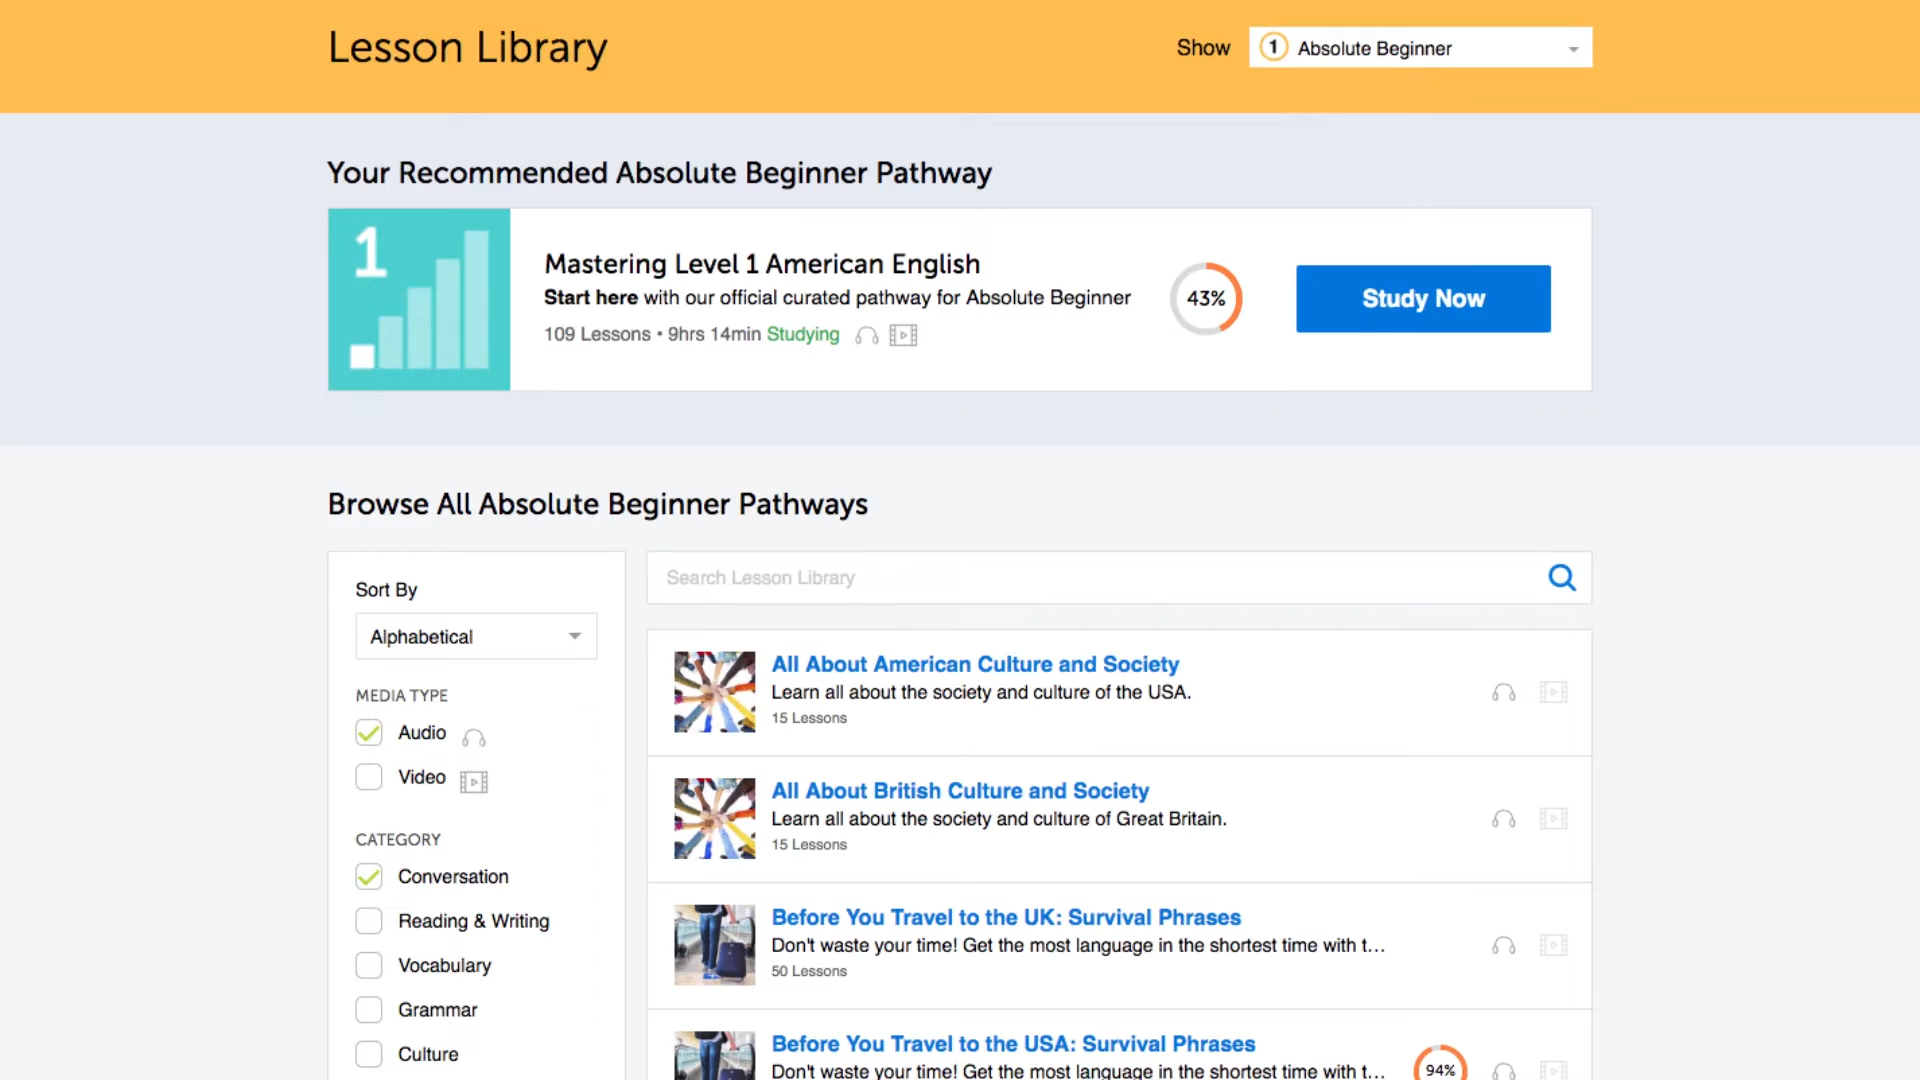 Lesson Library
Show
1 Absolute Beginner
Your Recommended Absolute Beginner Pathway
1
Mastering Level 1 American English
Start here with our official curated pathway for Absolute Beginner
109 Lessons • 9hrs 14min Studying
43%
Study Now
Browse All Absolute Beginner Pathways
Sort By
Alphabetical
MEDIA TYPE
Audio
Video
CATEGORY
Conversation
Reading & Writing
Vocabulary
Grammar
Culture
Search Lesson Library
All About American Culture and Society
Learn all about the society and culture of the USA.
15 Lessons
All About British Culture and Society
Learn all about the society and culture of Great Britain.
15 Lessons
Before You Travel to the UK: Survival Phrases
Don't waste your time! Get the most language in the shortest time with t...
50 Lessons
Before You Travel to the USA: Survival Phrases
Don't waste your time! Get the most language in the shortest time with t...
94%